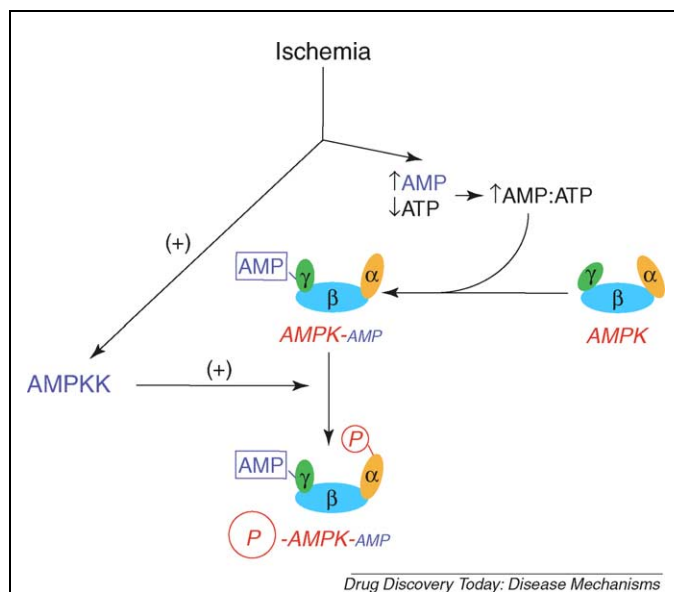 Ischemia
↑AMP
↓ATP
↑AMP:ATP
(+)
AMP
γ
β
α
AMPK-AMP
γ
β
α
AMPK
AMPKK
(+)
P
AMP
γ
β
α
P -AMPK-AMP
Drug Discovery Today: Disease Mechanisms